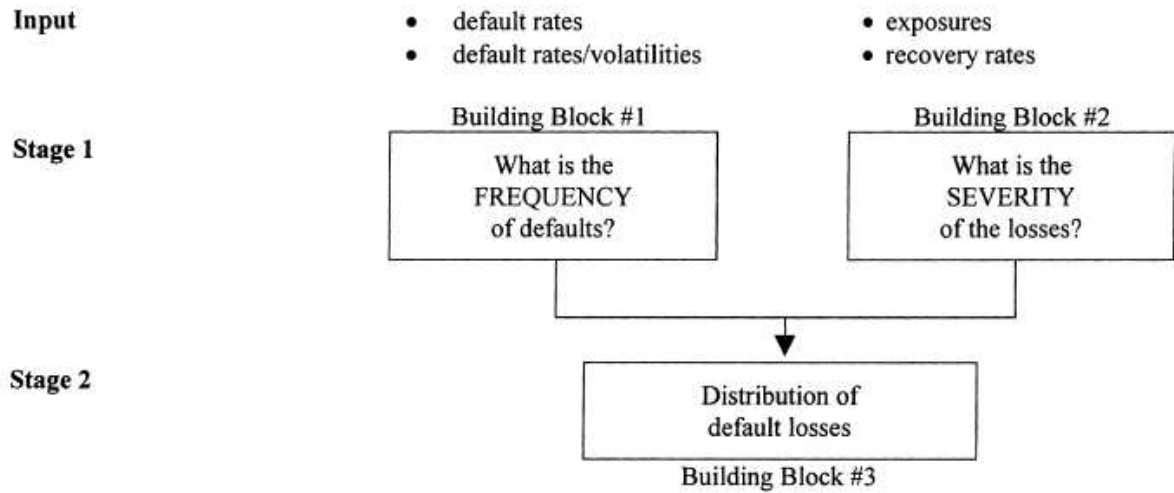 Input
• default rates
• default rates/volatilities
• exposures
• recovery rates
Stage 1
Building Block #1
What is the
FREQUENCY
of defaults?
Building Block #2
What is the
SEVERITY
of the losses?
Stage 2
Distribution of
default losses
Building Block #3